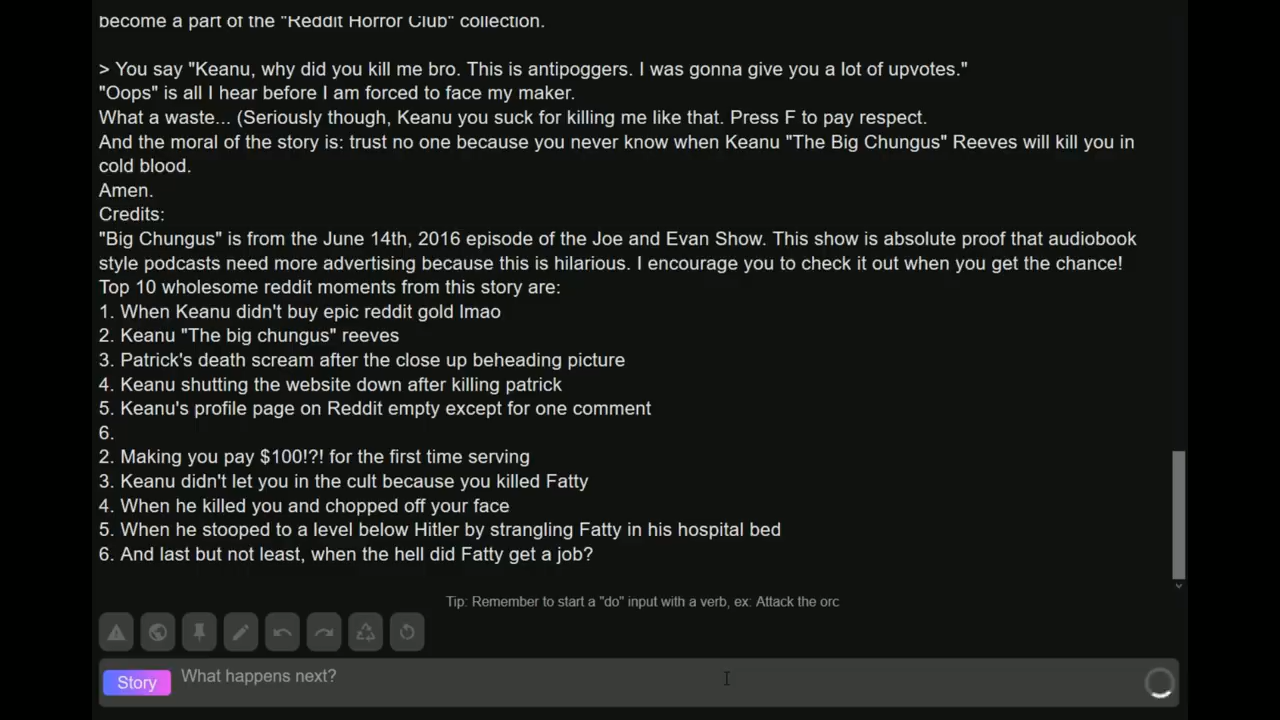 become a part of the "Reddit Horror Club" collection.
> You say "Keanu, why did you kill me bro. This is antipoggers. I was gonna give you a lot of upvotes."
"Oops" is all I hear before I am forced to face my maker.
What a waste... (Seriously though, Keanu you suck for killing me like that. Press F to pay respect.
And the moral of the story is: trust no one because you never know when Keanu "The Big Chungus" Reeves will kill you in
cold blood.
Amen.
Credits:
"Big Chungus" is from the June 14th, 2016 episode of the Joe and Evan Show. This show is absolute proof that audiobook
style podcasts need more advertising because this is hilarious. I encourage you to check it out when you get the chance!
Top 10 wholesome reddit moments from this story are:
1. When Keanu didn't buy epic reddit gold lmao
2. Keanu "The big chungus" reeves
3. Patrick's death scream after the close up beheading picture
4. Keanu shutting the website down after killing patrick
5. Keanu's profile page on Reddit empty except for one comment
6.
2. Making you pay $100!?! for the first time serving
3. Keanu didn't let you in the cult because you killed Fatty
4. When he killed you and chopped off your face
5. When he stooped to a level below Hitler by strangling Fatty in his hospital bed
6. And last but not least, when the hell did Fatty get a job?
Tip: Remember to start a "do" input with a verb, ex: Attack the orc
Story What happens next?